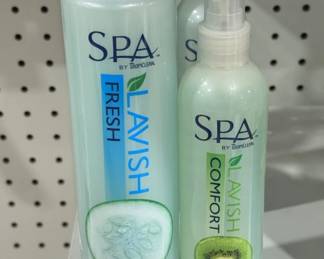 SPA
BY TROPICLEAN
LAVISH
FRESH
S
SPA
BY TROPICLEAN
LAVISH
COMFORT